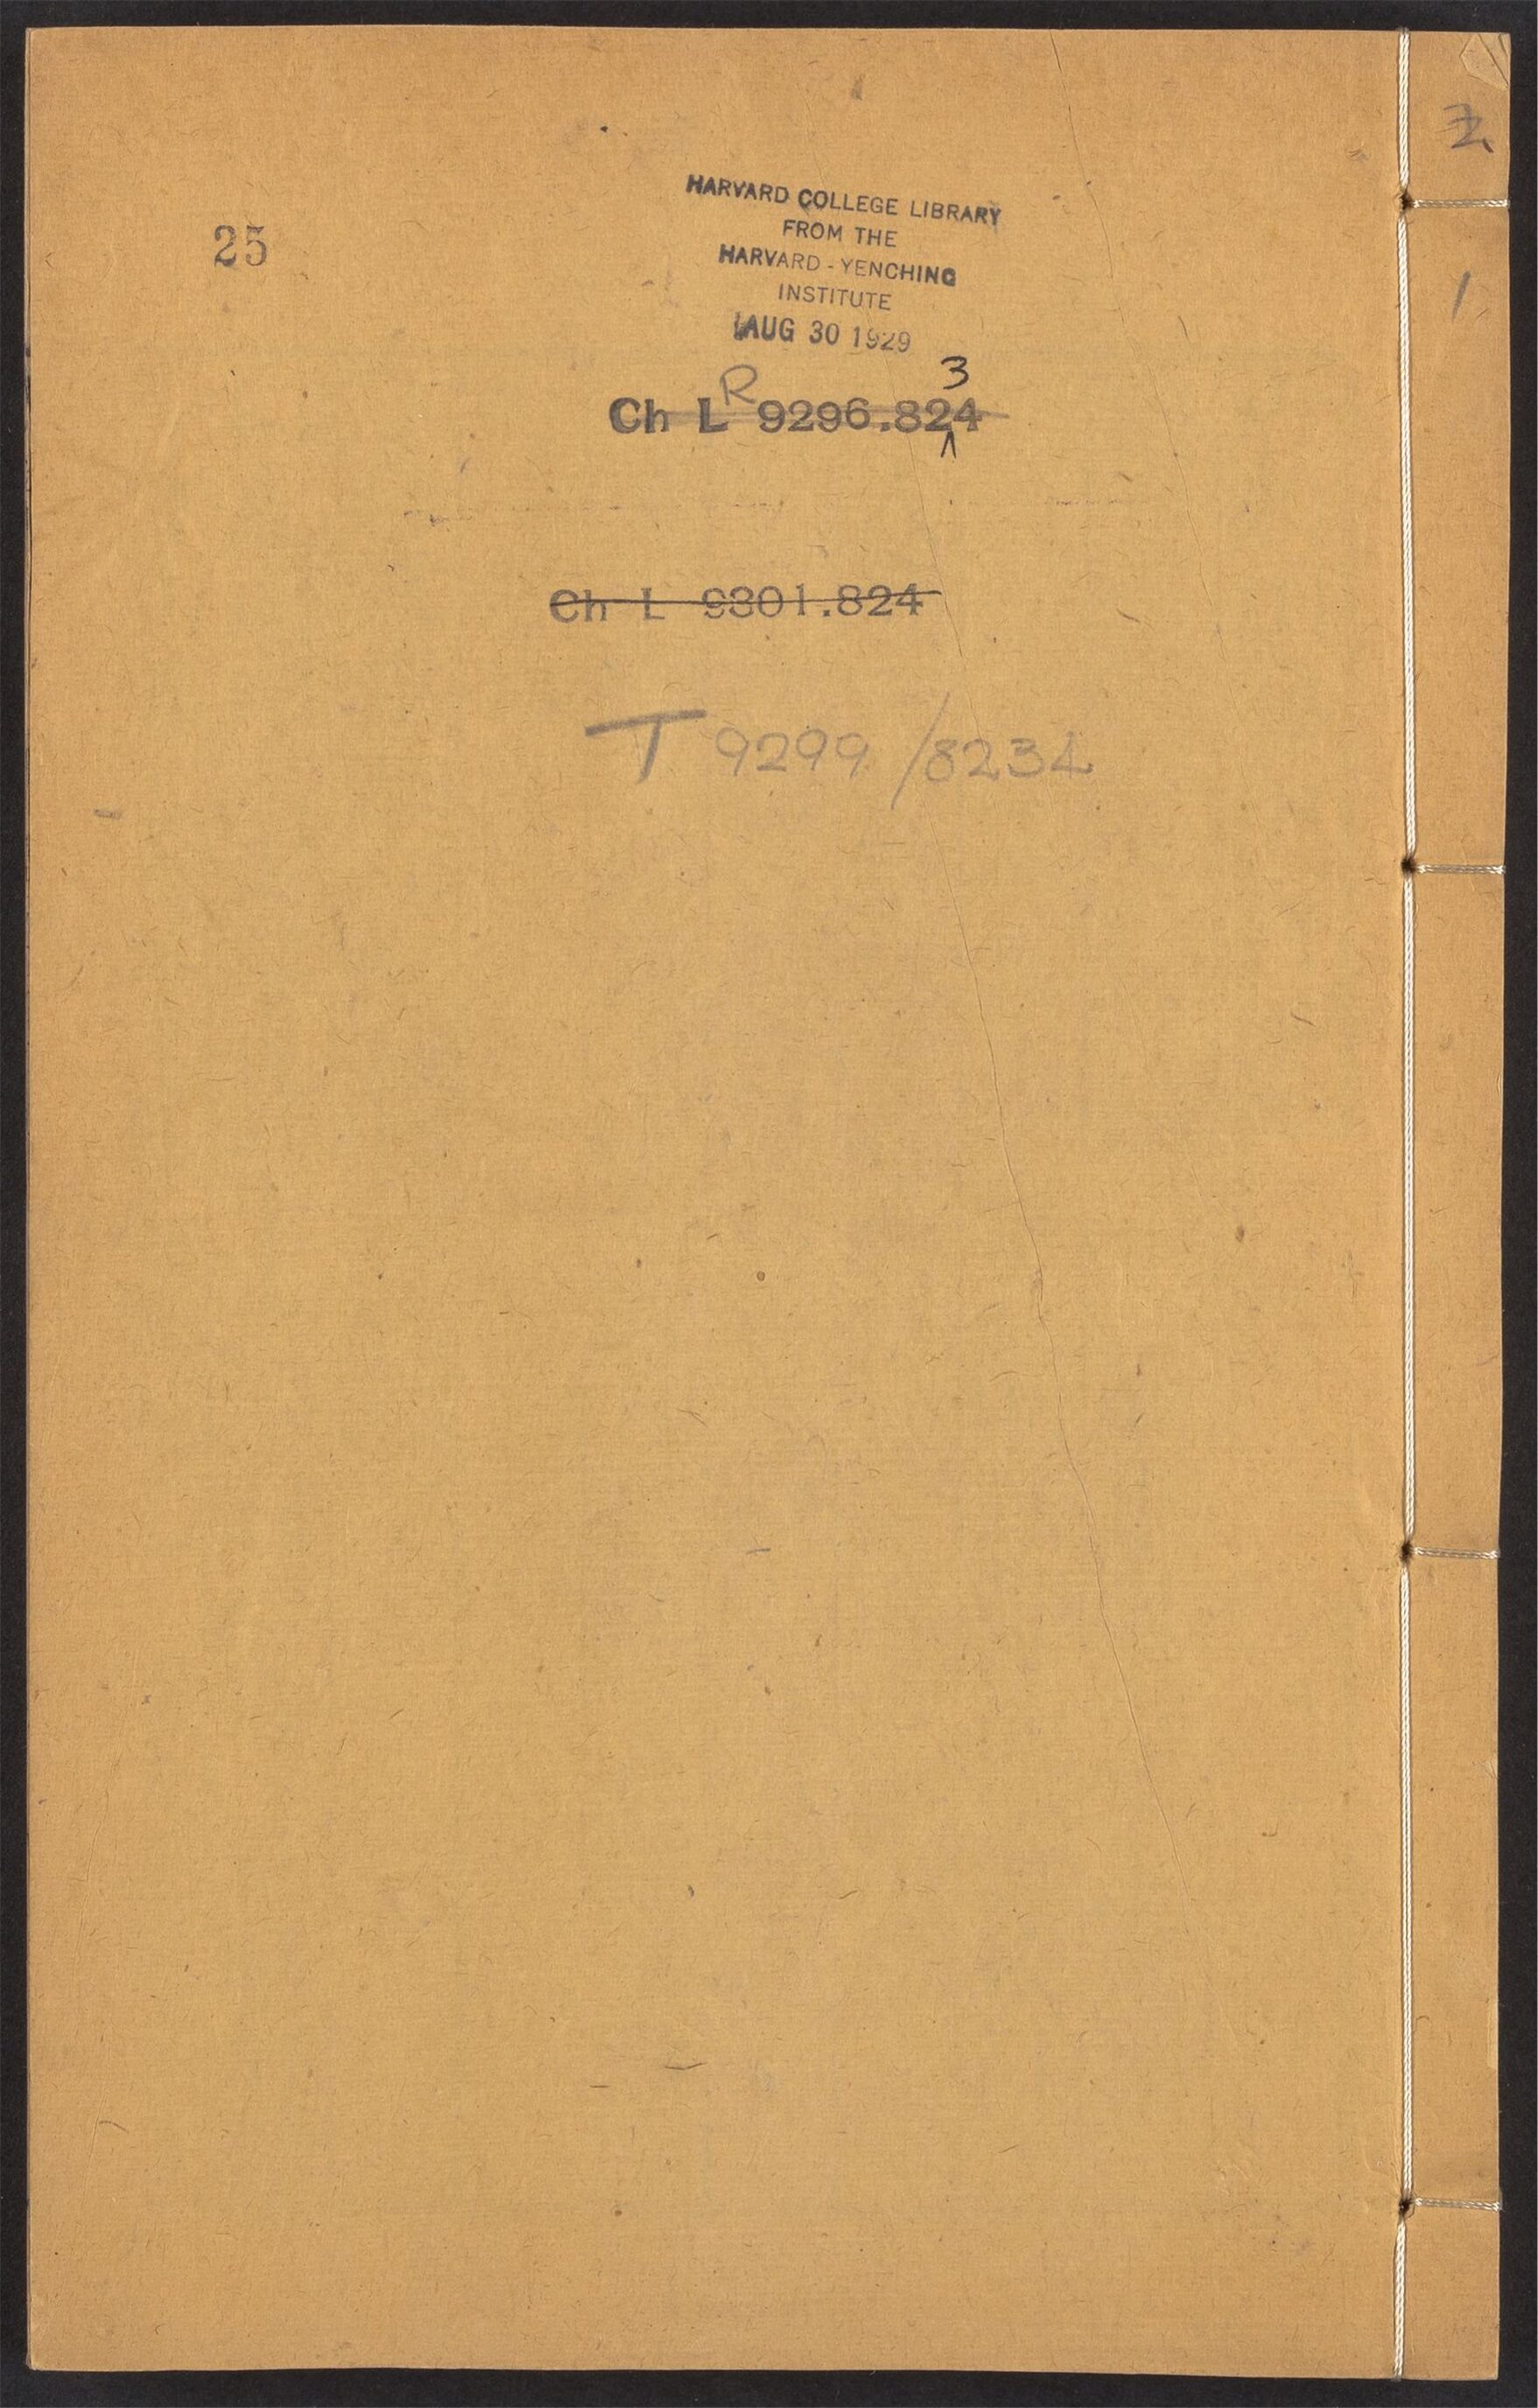 HARVARD COLLEGE LIBRARY
FROM THE
HARVARD-YENCHING
INSTITUTE
AUG 30 1929
25
3
R
Ch L 9296.824
Ch L 9301.824
T 9299/8234
1